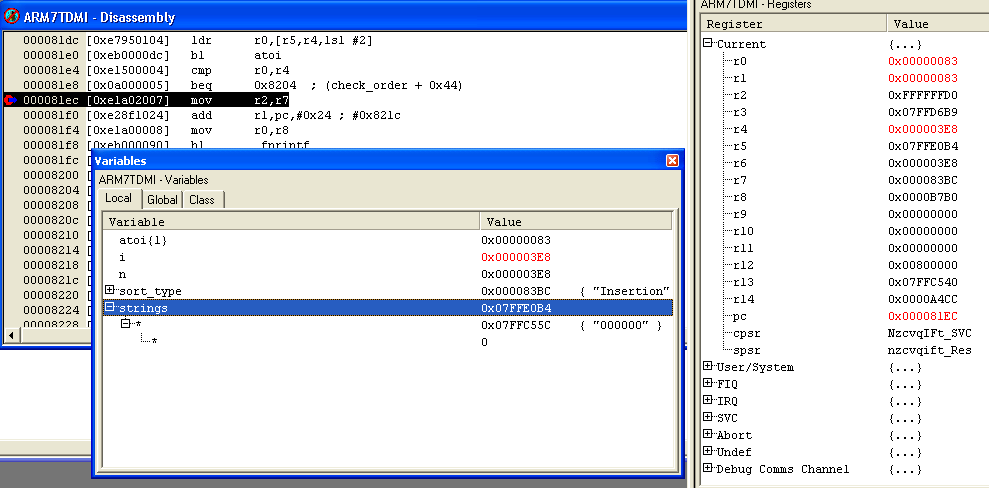 ARM7TDMI - Disassembly
000081dc [0xe7950104] ldr r0,[r5,r4,lsl #2]
000081e0 [0xeb0000dc] bl atoi
000081e4 [0xe1500004] cmp r0,r4
000081e8 [0x0a000005] beq 0x8204 ; (check_order + 0x44)
000081ec [0xe1a02007] mov r2,r7
000081f0 [0xe28f1024] add r1,pc,#0x24 ; #0x821c
000081f4 [0xe1a00008] mov r0,r8
000081f8 [0xeb000090] bl _fprintf
000081fc
00008200
00008204
00008208
0000820c
00008210
00008214
00008218
0000821c
00008220
00008224
00008228
Variables
ARM7TDMI - Variables
Local Global Class
Variable Value
atoi{1} 0x00000083
i 0x000003E8
n 0x000003E8
sort_type 0x000083BC { "Insertion"
strings 0x07FFE0B4
* 0x07FFC55C { "000000" }
* 0
ARM7TDMI - Registers
Register Value
Current {...}
r0 0x00000083
r1 0x00000083
r2 0xFFFFFFD0
r3 0x07FFD6B9
r4 0x000003E8
r5 0x07FFE0B4
r6 0x000003E8
r7 0x000083BC
r8 0x0000B7B0
r9 0x00000000
r10 0x00000000
r11 0x00000000
r12 0x00800000
r13 0x07FFC540
r14 0x0000A4CC
pc 0x000081EC
cpsr NzcvqIFt_SVC
spsr nzcvqift_Res
User/System {...}
FIQ {...}
IRQ {...}
SVC {...}
Abort {...}
Undef {...}
Debug Comms Channel {...}